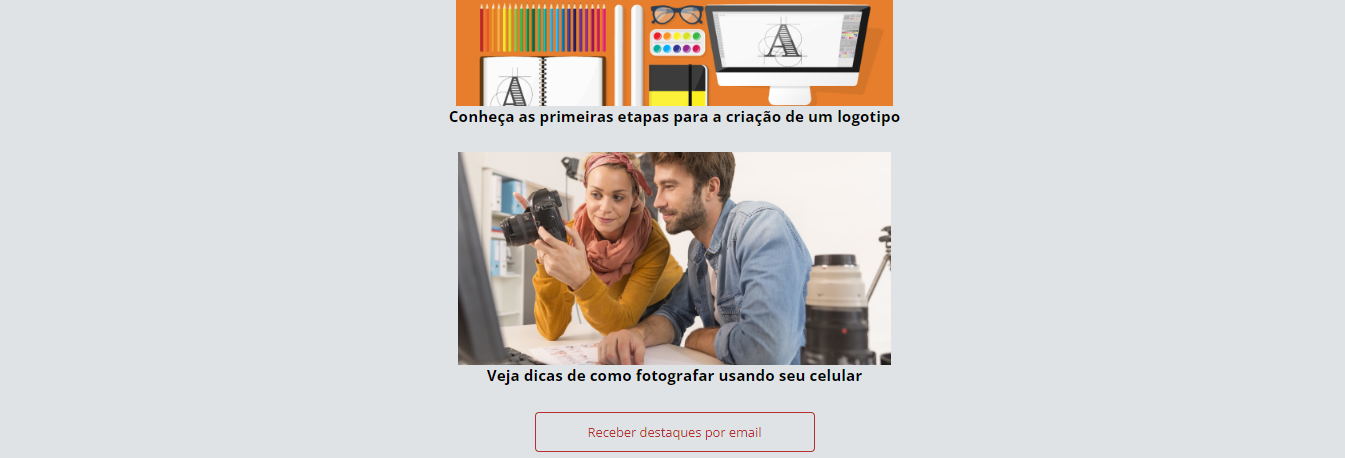 A
A
Conheça as primeiras etapas para a criação de um logotipo
Veja dicas de como fotografar usando seu celular
Receber destaques por email